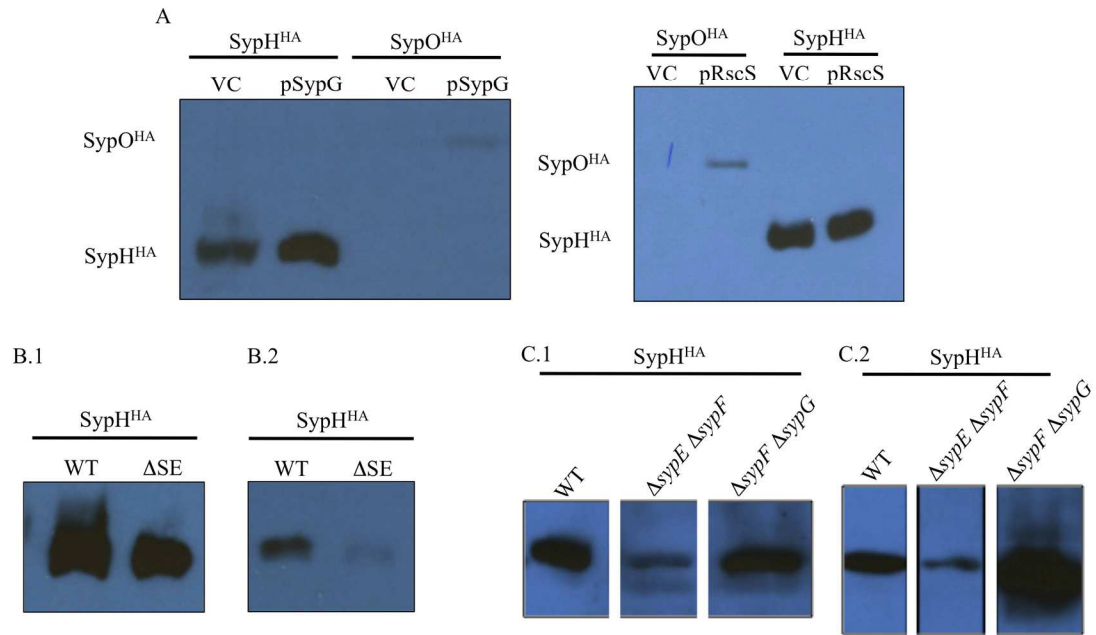 A
SypH^HA SypO^HA
VC pSypG VC pSypG
SypO^HA
SypH^HA
SypO^HA SypH^HA
VC pRscS VC pRscS
SypO^HA
SypH^HA
B.1
SypH^HA
WT ΔSE
B.2
SypH^HA
WT ΔSE
C.1
SypH^HA
WT ΔsypE ΔsypF ΔsypF ΔsypG
C.2
SypH^HA
WT ΔsypE ΔsypF ΔsypF ΔsypG